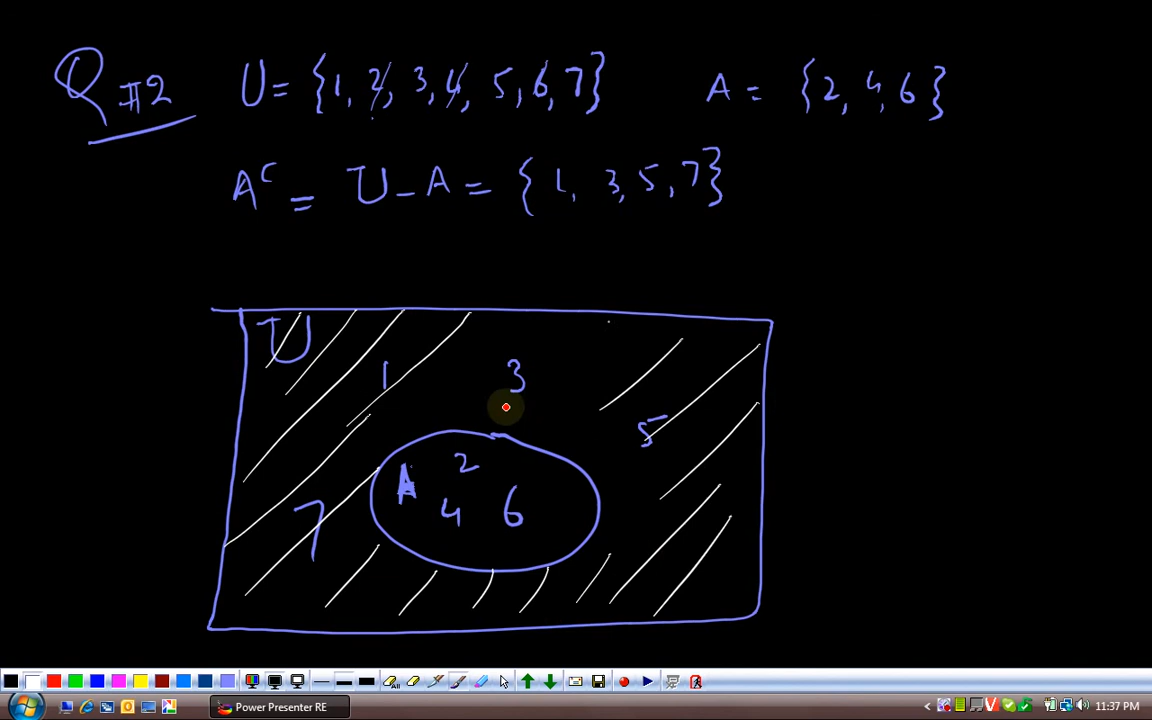 Q#2 U = {1, 2, 3, 4, 5, 6, 7} A = {2, 4, 6}
Aᶜ = U - A = {1, 3, 5, 7}
U
1 3
5
A 2
4 6
7
Power Presenter RE
11:37 PM